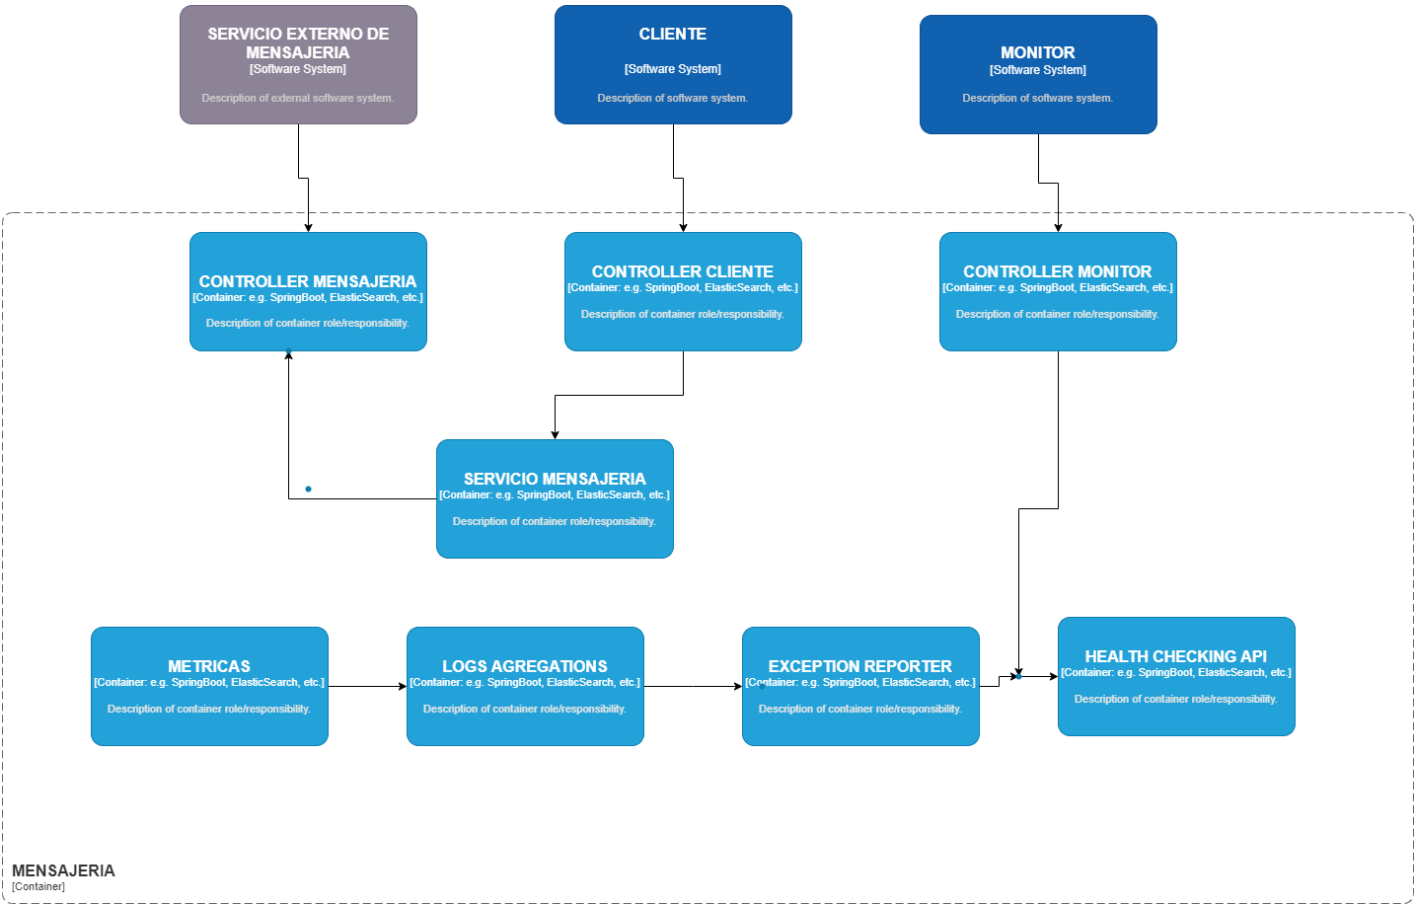 SERVICIO EXTERNO DE
MENSAJERIA
[Software System]
Description of external software system.
CLIENTE
[Software System]
Description of software system.
MONITOR
[Software System]
Description of software system.
CONTROLLER MENSAJERIA
[Container: e.g. SpringBoot, ElasticSearch, etc.]
Description of container role/responsibility.
CONTROLLER CLIENTE
[Container: e.g. SpringBoot, ElasticSearch, etc.]
Description of container role/responsibility.
CONTROLLER MONITOR
[Container: e.g. SpringBoot, ElasticSearch, etc.]
Description of container role/responsibility.
SERVICIO MENSAJERIA
[Container: e.g. SpringBoot, ElasticSearch, etc.]
Description of container role/responsibility.
METRICAS
[Container: e.g. SpringBoot, ElasticSearch, etc.]
Description of container role/responsibility.
LOGS AGREGATIONS
[Container: e.g. SpringBoot, ElasticSearch, etc.]
Description of container role/responsibility.
EXCEPTION REPORTER
[Container: e.g. SpringBoot, ElasticSearch, etc.]
Description of container role/responsibility.
HEALTH CHECKING API
[Container: e.g. SpringBoot, ElasticSearch, etc.]
Description of container role/responsibility.
MENSAJERIA
[Container]